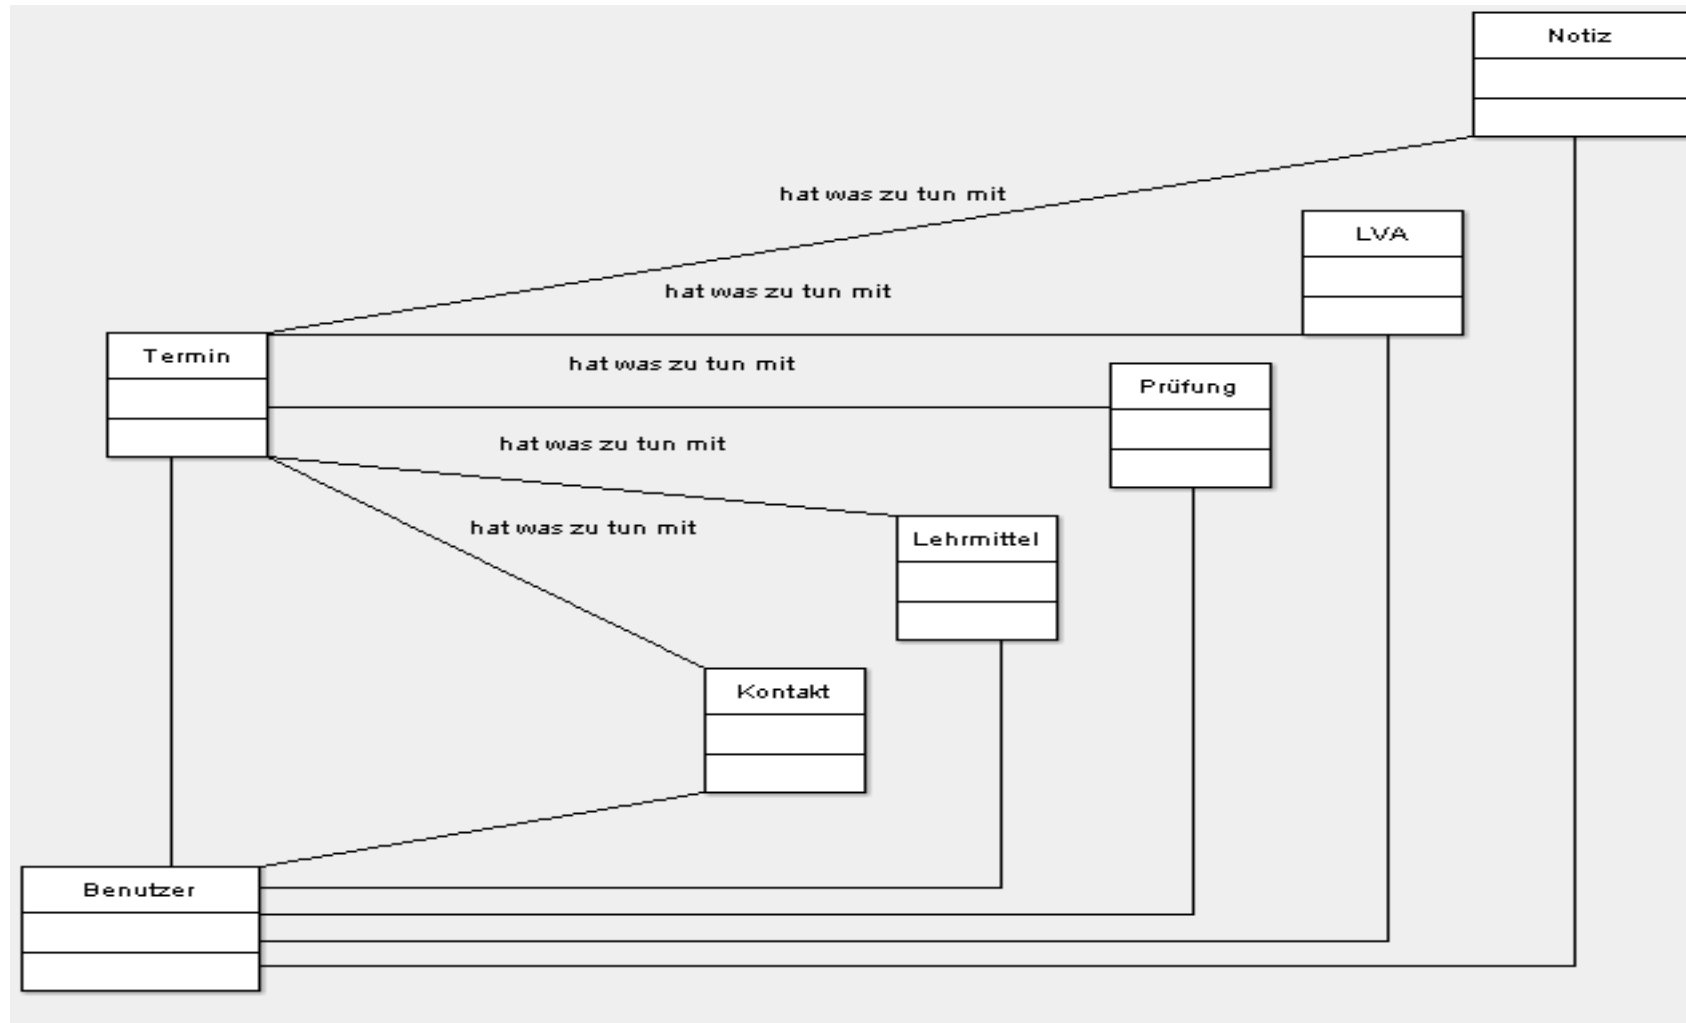 Notiz
hat was zu tun mit
LVA
hat was zu tun mit
Termin
hat was zu tun mit
Prüfung
hat was zu tun mit
hat was zu tun mit
Lehrmittel
Kontakt
Benutzer